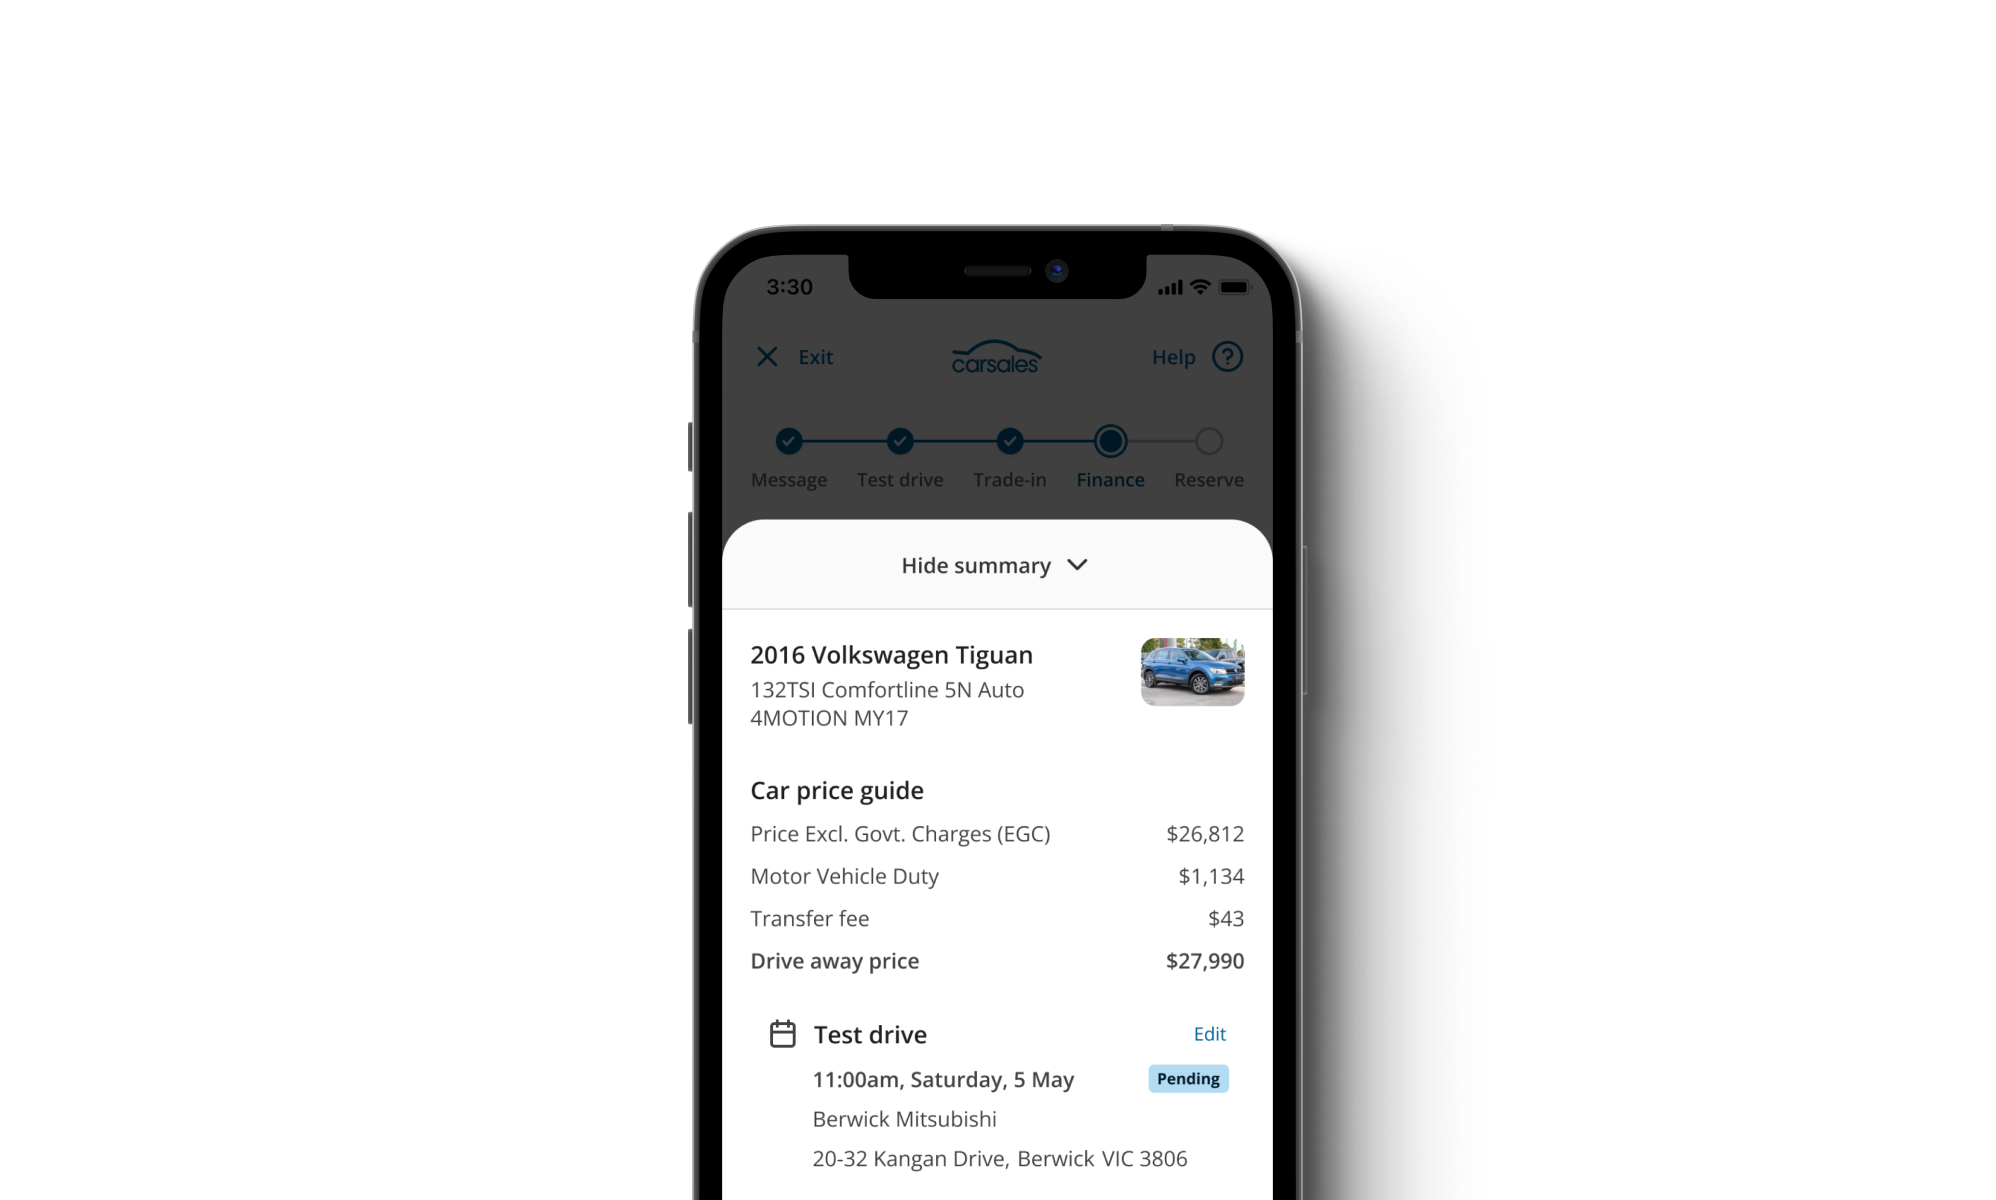 3:30
Exit
carsales
Help
Message Test drive Trade-in Finance Reserve
Hide summary
2016 Volkswagen Tiguan
132TSI Comfortline 5N Auto
4MOTION MY17
Car price guide
Price Excl. Govt. Charges (EGC) $26,812
Motor Vehicle Duty $1,134
Transfer fee $43
Drive away price $27,990
Test drive Edit
11:00am, Saturday, 5 May Pending
Berwick Mitsubishi
20-32 Kangan Drive, Berwick VIC 3806